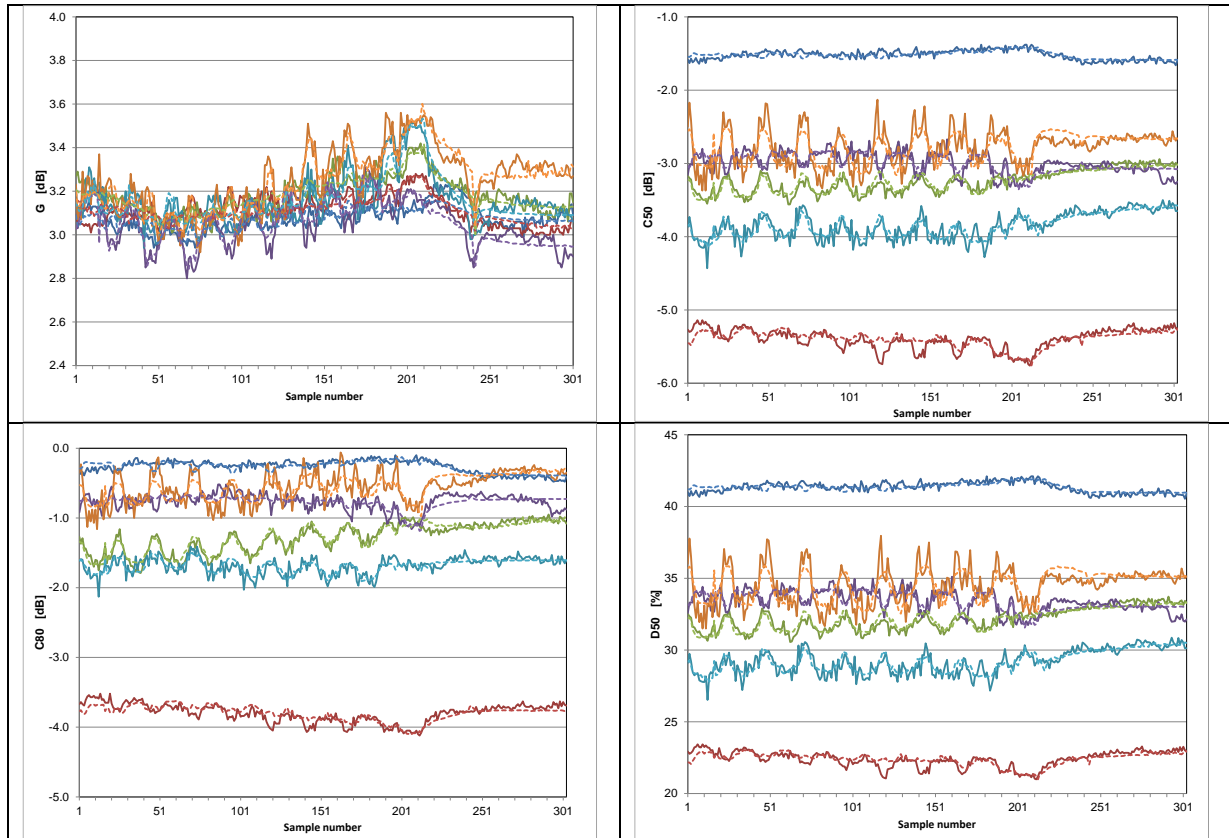 4.0
3.8
3.6
3.4
3.2
3.0
2.8
2.6
2.4
G [dB]
1 51 101 151 201 251 301
Sample number
-1.0
-2.0
-3.0
-4.0
-5.0
-6.0
C50 [dB]
1 51 101 151 201 251 301
Sample number
0.0
-1.0
-2.0
-3.0
-4.0
-5.0
C80 [dB]
1 51 101 151 201 251 301
Sample number
45
40
35
30
25
20
D50 [%]
1 51 101 151 201 251 301
Sample number